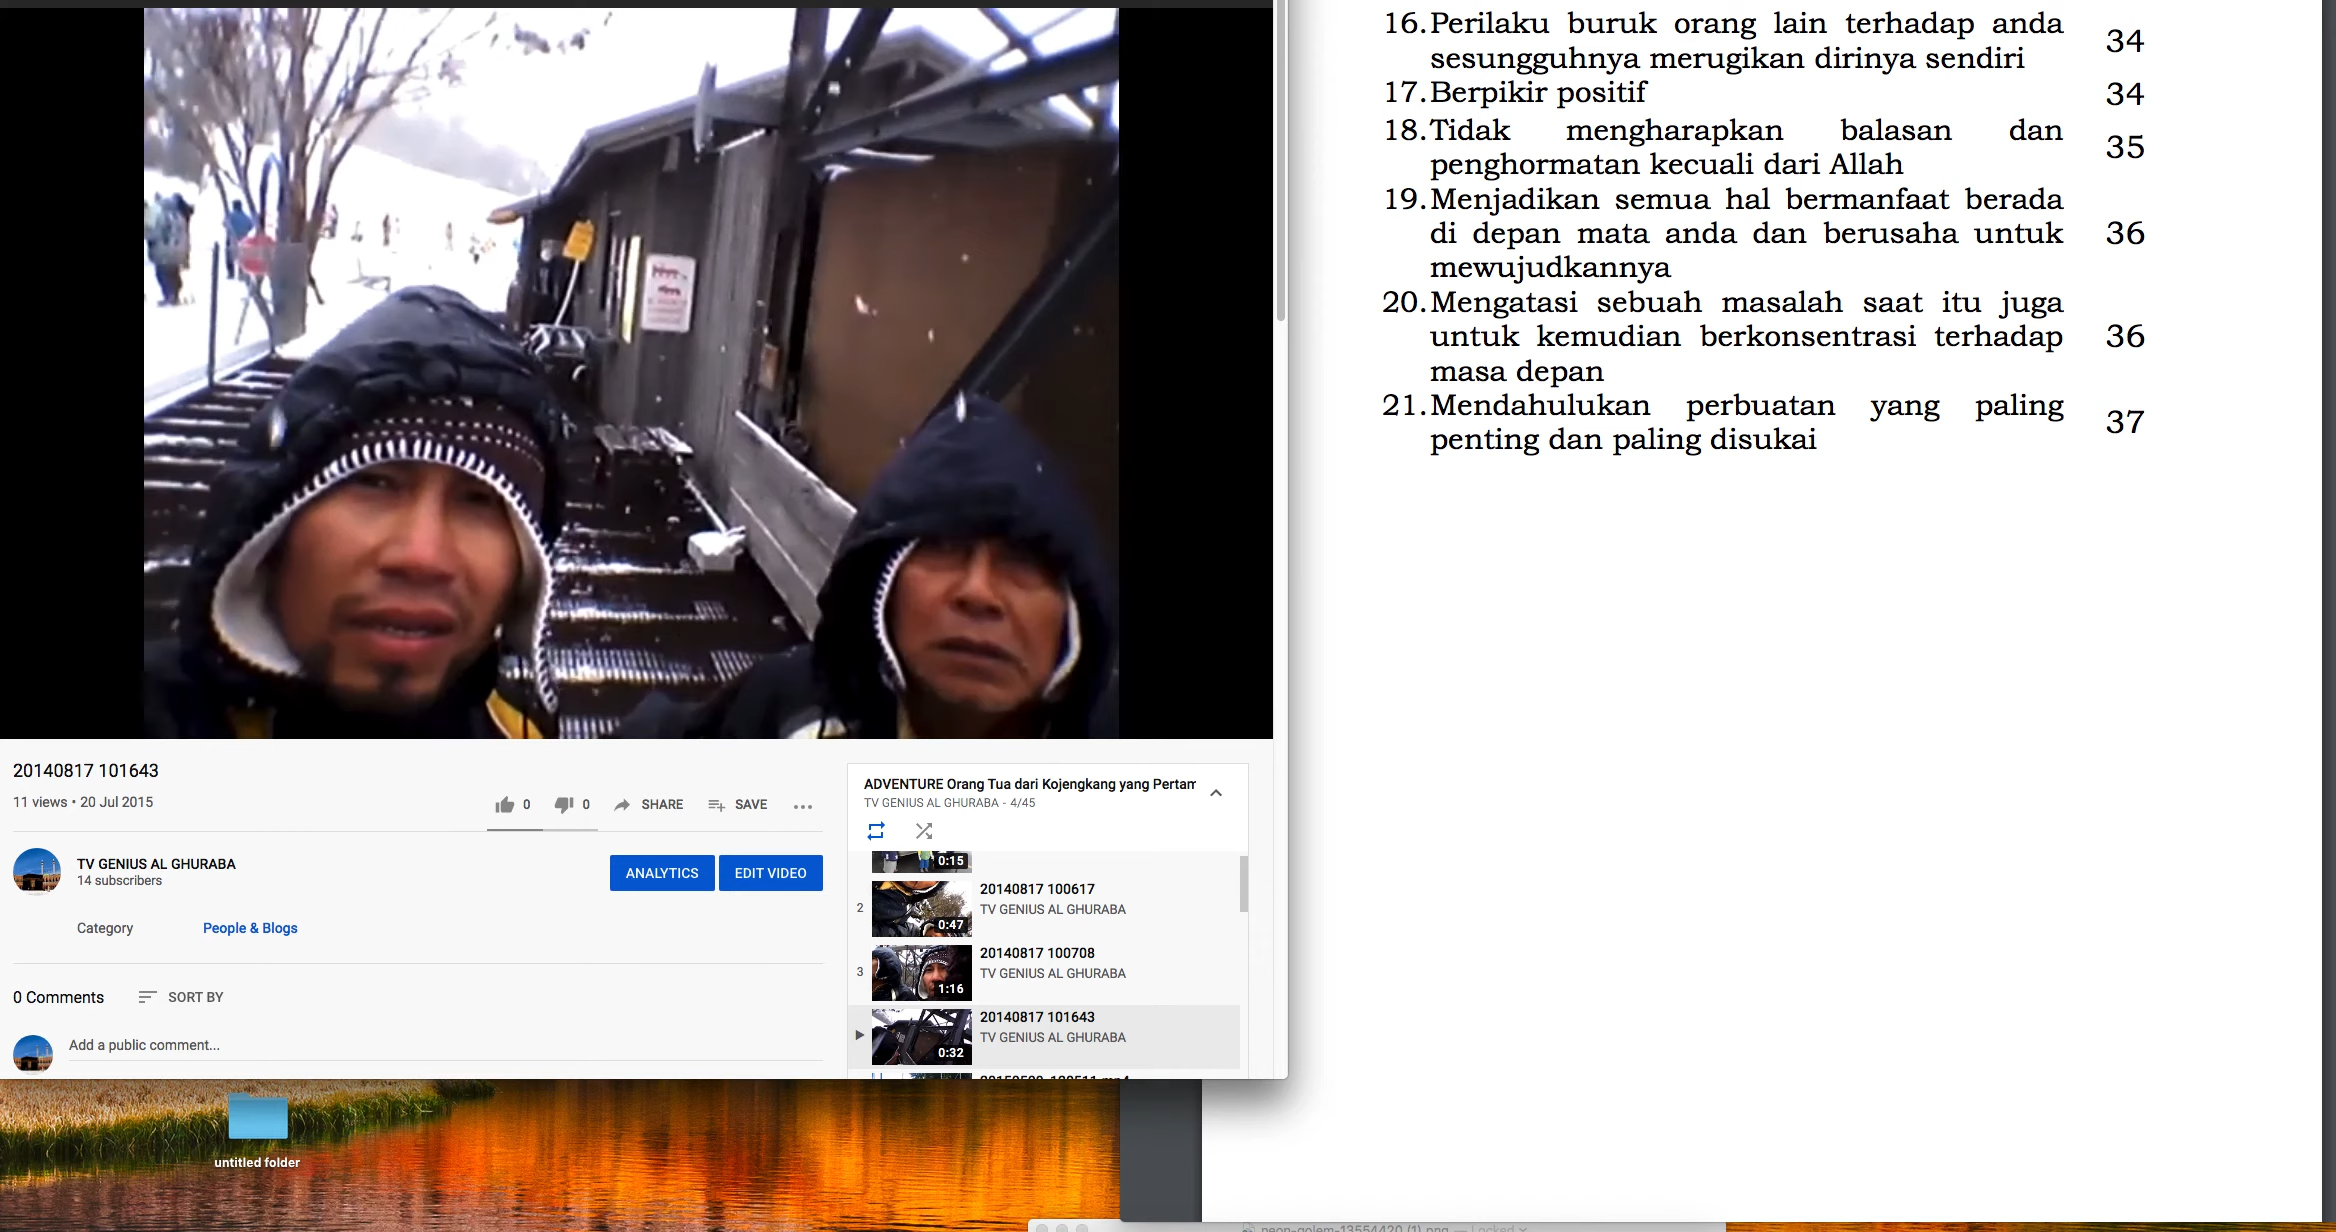 20140817 101643
11 views • 20 Jul 2015
0
0
SHARE
SAVE
TV GENIUS AL GHURABA
14 subscribers
ANALYTICS
EDIT VIDEO
Category
People & Blogs
0 Comments
SORT BY
Add a public comment...
ADVENTURE Orang Tua dari Kojengkang yang Pertam
TV GENIUS AL GHURABA - 4/45
0:15
2
0:47
20140817 100617
TV GENIUS AL GHURABA
3
1:16
20140817 100708
TV GENIUS AL GHURABA
0:32
20140817 101643
TV GENIUS AL GHURABA
untitled folder
16. Perilaku buruk orang lain terhadap anda
sesungguhnya merugikan dirinya sendiri
34
17. Berpikir positif
34
18. Tidak mengharapkan balasan dan
penghormatan kecuali dari Allah
35
19. Menjadikan semua hal bermanfaat berada
di depan mata anda dan berusaha untuk
mewujudkannya
36
20. Mengatasi sebuah masalah saat itu juga
untuk kemudian berkonsentrasi terhadap
masa depan
36
21. Mendahulukan perbuatan yang paling
penting dan paling disukai
37